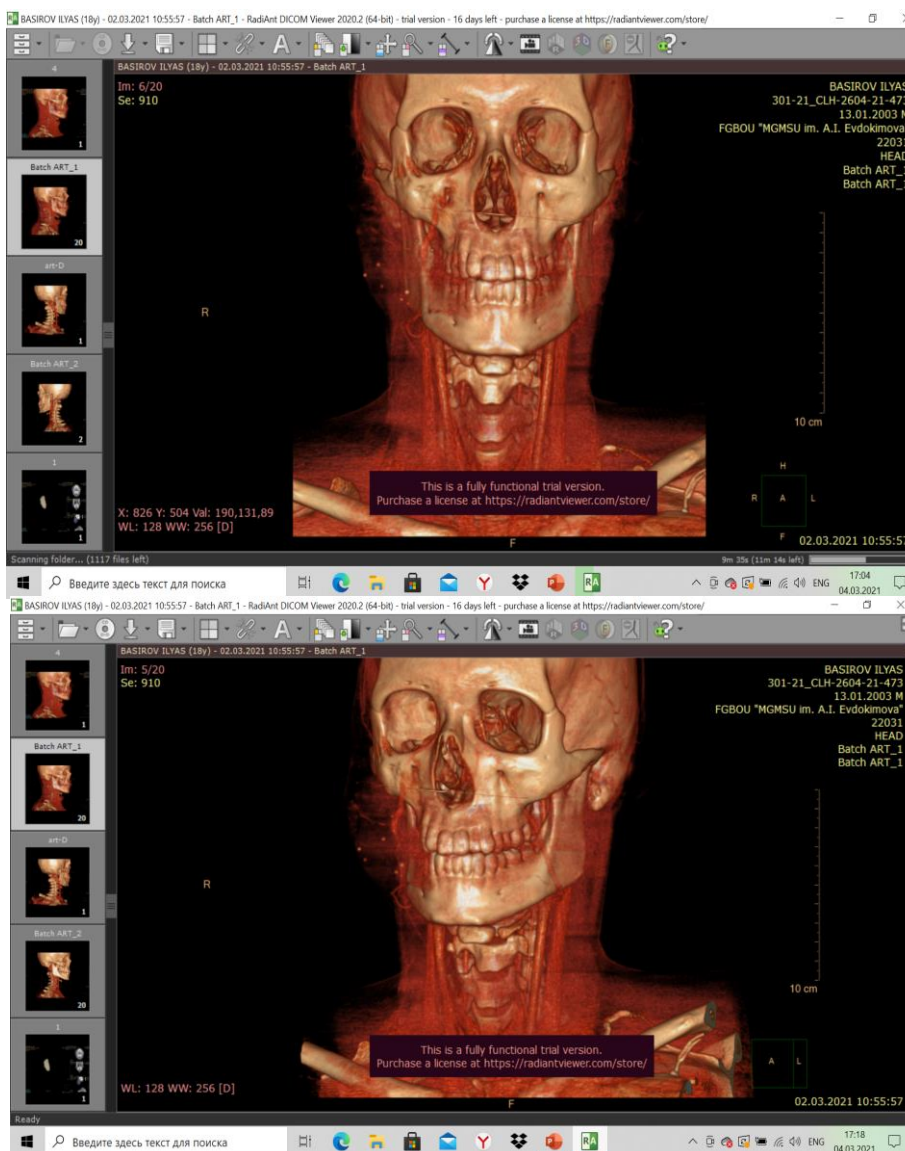 BASIROV ILYAS (18y) - 02.03.2021 10:55:57 - Batch ART_1 - RadiAnt DICOM Viewer 2020.2 (64-bit) - trial version - 16 days left - purchase a license at https://radiantviewer.com/store/
BASIROV ILYAS (18y) - 02.03.2021 10:55:57 - Batch ART_1
4
1
Batch ART_1
20
art-D
1
Batch ART_2
2
1
1
Im: 6/20
Se: 910
BASIROV ILYAS
301-21_CLH-2604-21-473
13.01.2003 M
FGBOU "MGMSU im. A.I. Evdokimova"
22031
HEAD
Batch ART_1
Batch ART_1
R
10 cm
This is a fully functional trial version.
Purchase a license at https://radiantviewer.com/store/
H
R A L
F
X: 826 Y: 504 Val: 190,131,89
WL: 128 WW: 256 [D]
F
02.03.2021 10:55:57
Scanning folder... (1117 files left)
9m 35s (11m 14s left)
Введите здесь текст для поиска
ENG
17:04
04.03.2021
BASIROV ILYAS (18y) - 02.03.2021 10:55:57 - Batch ART_1 - RadiAnt DICOM Viewer 2020.2 (64-bit) - trial version - 16 days left - purchase a license at https://radiantviewer.com/store/
BASIROV ILYAS (18y) - 02.03.2021 10:55:57 - Batch ART_1
4
1
Batch ART_1
20
art-D
1
Batch ART_2
20
1
1
Im: 5/20
Se: 910
BASIROV ILYAS
301-21_CLH-2604-21-473
13.01.2003 M
FGBOU "MGMSU im. A.I. Evdokimova"
22031
HEAD
Batch ART_1
Batch ART_1
R
10 cm
This is a fully functional trial version.
Purchase a license at https://radiantviewer.com/store/
A L
WL: 128 WW: 256 [D]
F
02.03.2021 10:55:57
Ready
Введите здесь текст для поиска
ENG
17:18
04.03.2021